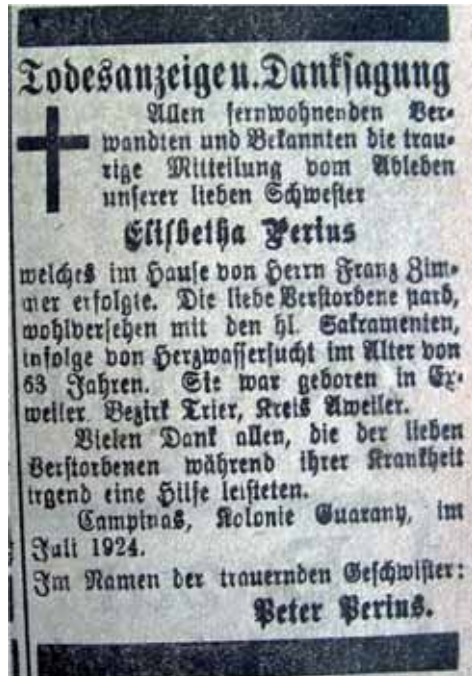 Todesanzeige u. Danksagung
Allen fernwohnenden Ver-
wandten und Bekannten die trau-
rige Mitteilung vom Ableben
unserer lieben Schwester
Elisbetha Perius
welches im Hause von Herrn Franz Zim-
mer erfolgte. Die liebe Verstorbene starb,
wohlversehen mit den hl. Sakramenten,
infolge von Herzwassersucht im Alter von
63 Jahren. Sie war geboren in Ex-
weiler, Bezirk Trier, Kreis Aweiler.
Vielen Dank allen, die der lieben
Verstorbenen während ihrer Krankheit
irgend eine Hilfe leisteten.
Campinas, Kolonie Guarany, im
Juli 1924.
Im Namen der trauernden Geschwister:
Peter Perius.